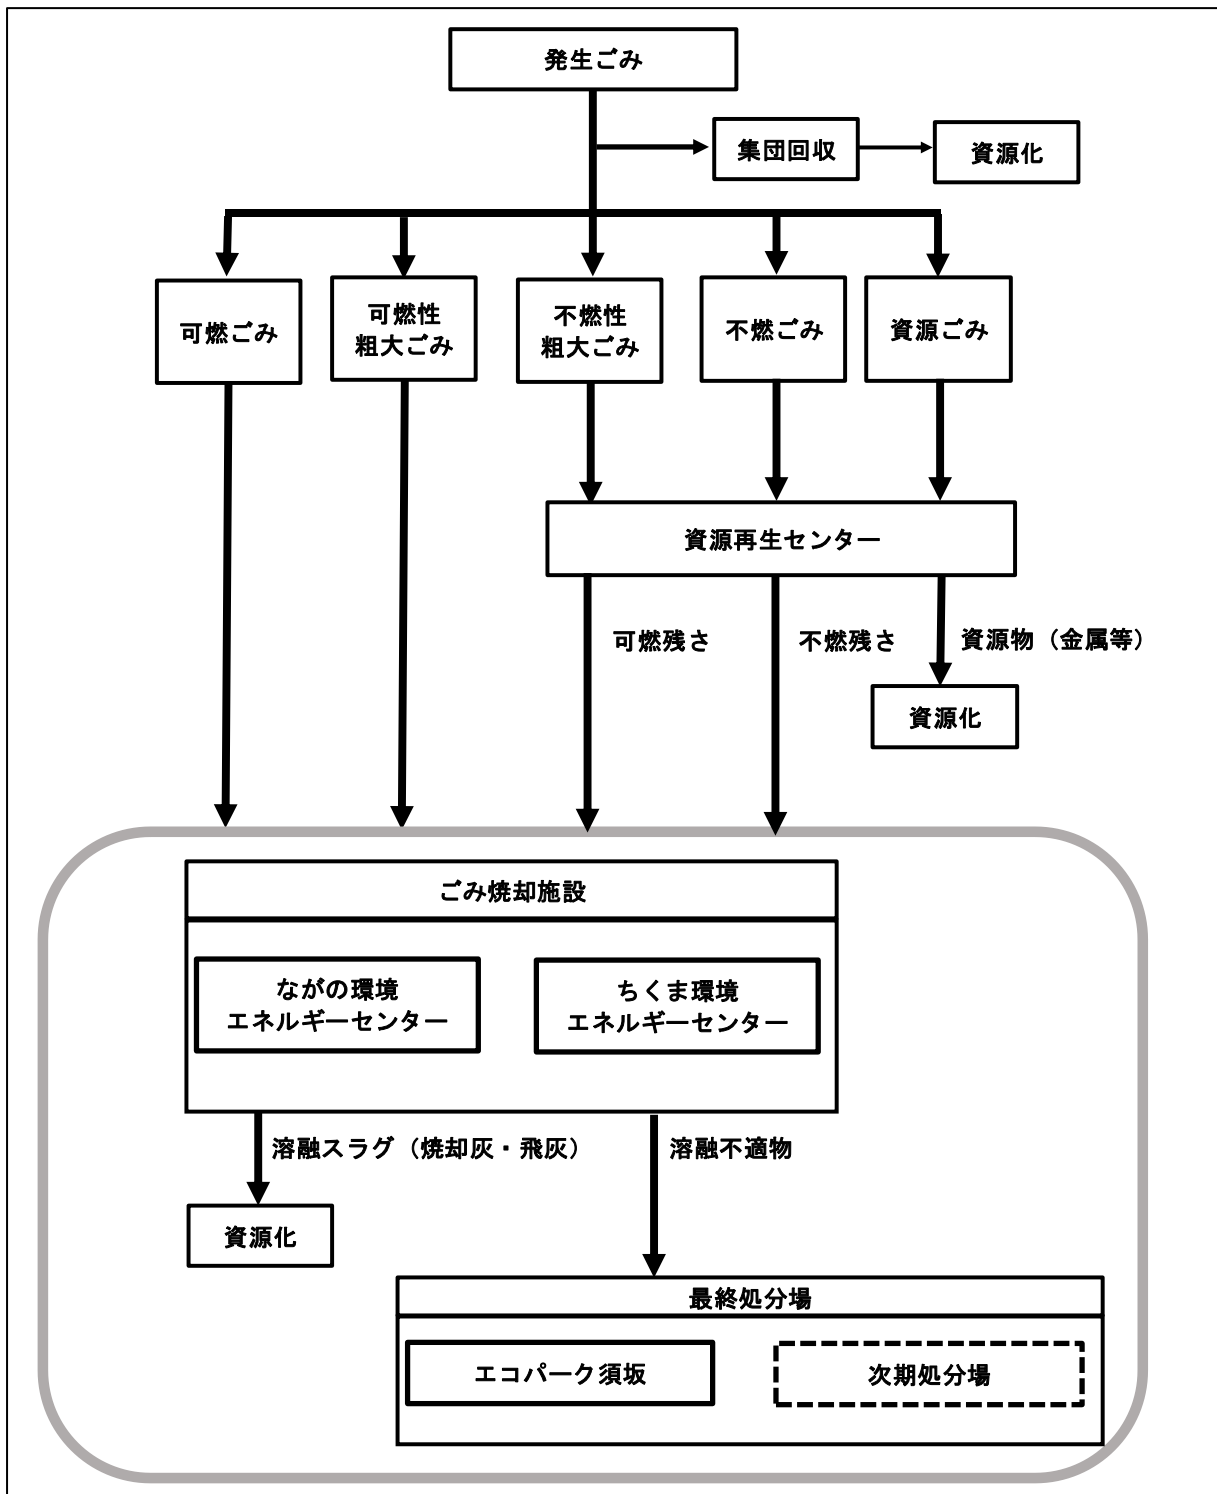 発生ごみ
集団回収
資源化
可燃ごみ
可燃性
粗大ごみ
不燃性
粗大ごみ
不燃ごみ
資源ごみ
資源再生センター
可燃残さ
不燃残さ
資源物（金属等）
資源化
ごみ焼却施設
ながの環境
エネルギーセンター
ちくま環境
エネルギーセンター
溶融スラグ（焼却灰・飛灰）
溶融不適物
資源化
最終処分場
エコパーク須坂
次期処分場